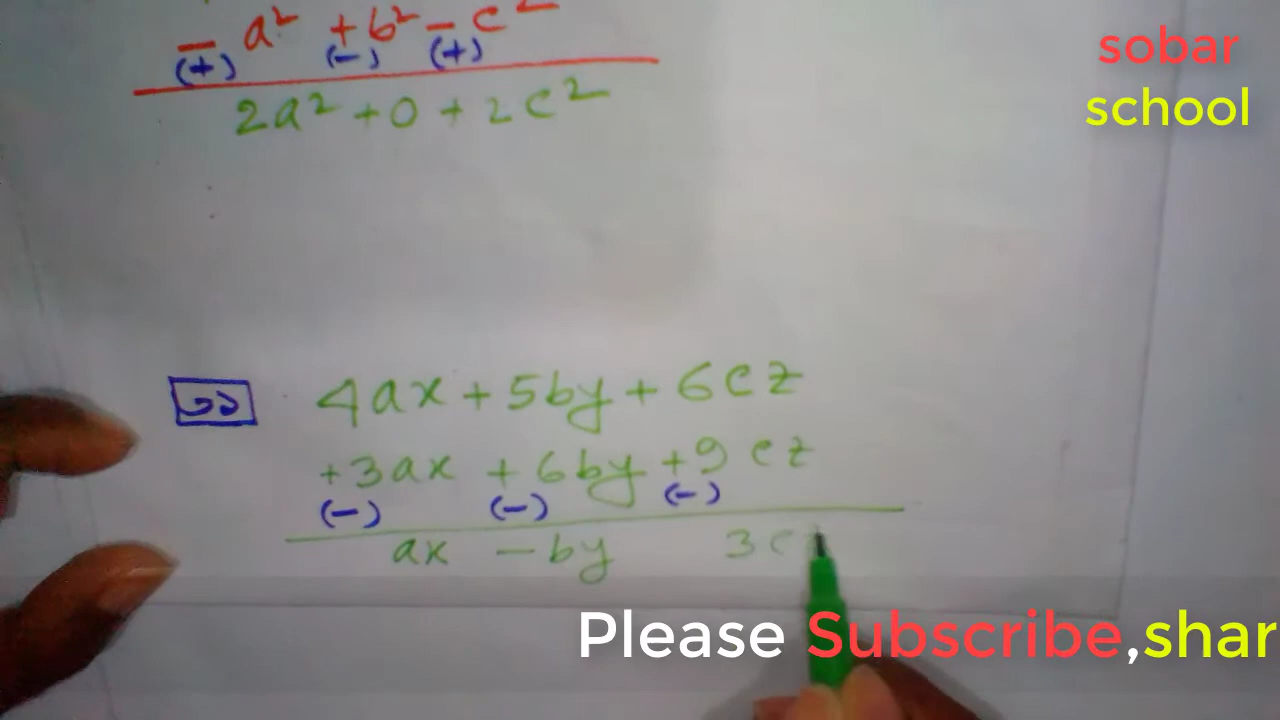 - a² + b² - c²
(+) (-) (+)
2a² + 0 + 2c²
sobar
school
১১ 4ax + 5by + 6cz
+3ax + 6by + 9cz
(-) (-) (-)
ax - by 3c
Please Subscribe,shar